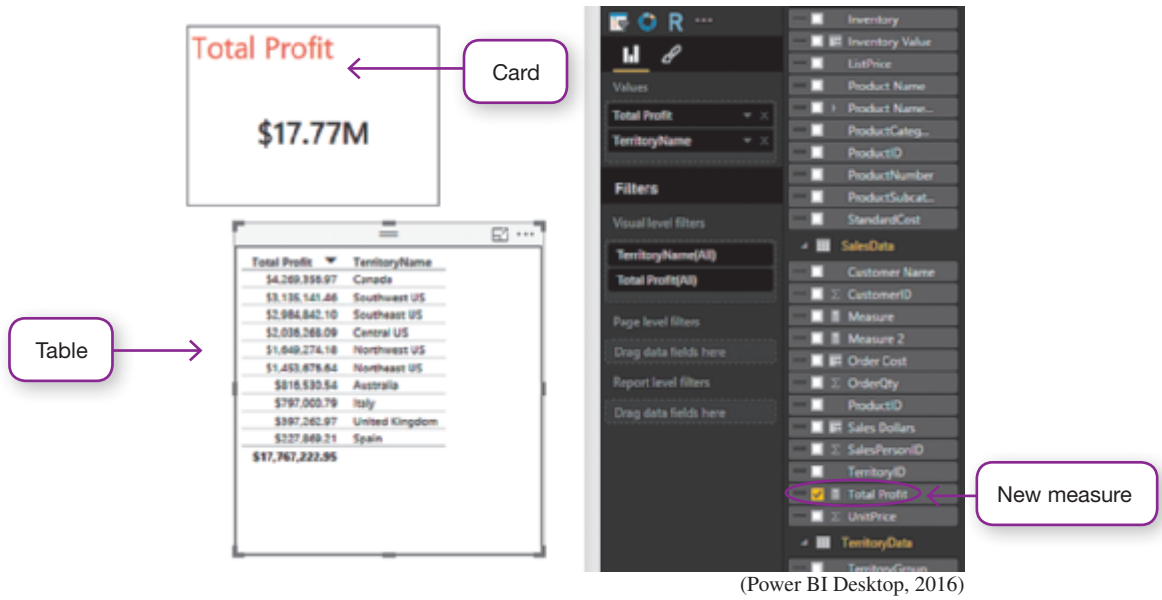 Total Profit
$17.77M
Card
Table
Total Profit TerritoryName
$4,269,356.97 Canada
$3,135,141.46 Southwest US
$2,984,842.10 Southeast US
$2,036,268.09 Central US
$1,649,274.18 Northwest US
$1,453,676.64 Northeast US
$816,530.54 Australia
$797,000.79 Italy
$397,262.97 United Kingdom
$227,869.21 Spain
$17,767,222.95
R
Values
Total Profit
TerritoryName
Filters
Visual level filters
TerritoryName(All)
Total Profit(All)
Page level filters
Drag data fields here
Report level filters
Drag data fields here
Inventory
Inventory Value
ListPrice
Product Name
Product Name...
ProductCateg...
ProductID
ProductNumber
ProductSubcat...
StandardCost
SalesData
Customer Name
CustomerID
Measure
Measure 2
Order Cost
OrderQty
ProductID
Sales Dollars
SalesPersonID
TerritoryID
Total Profit
UnitPrice
TerritoryData
TerritoryGroup
New measure
(Power BI Desktop, 2016)